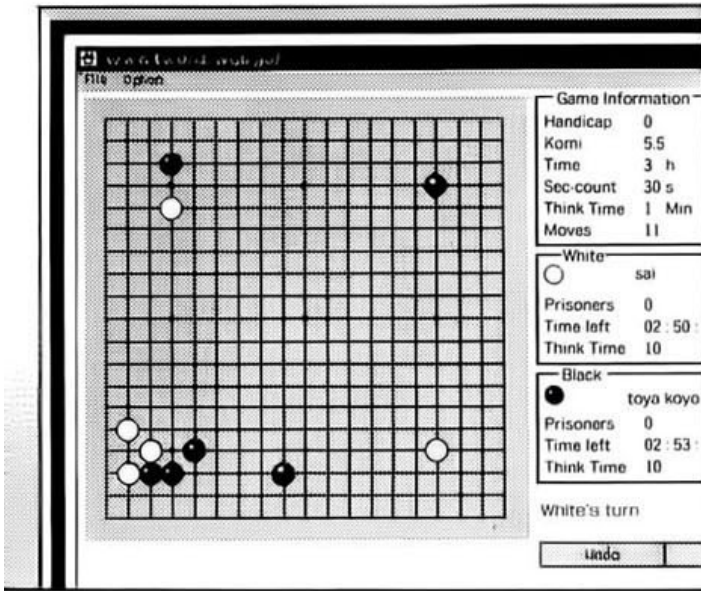 File Option
Game Information
Handicap 0
Komi 5.5
Time 3 h
Sec-count 30 s
Think Time 1 Min
Moves 11
White
sai
Prisoners 0
Time left 02:50:
Think Time 10
Black
toya koyo
Prisoners 0
Time left 02:53:
Think Time 10
White's turn
Undo